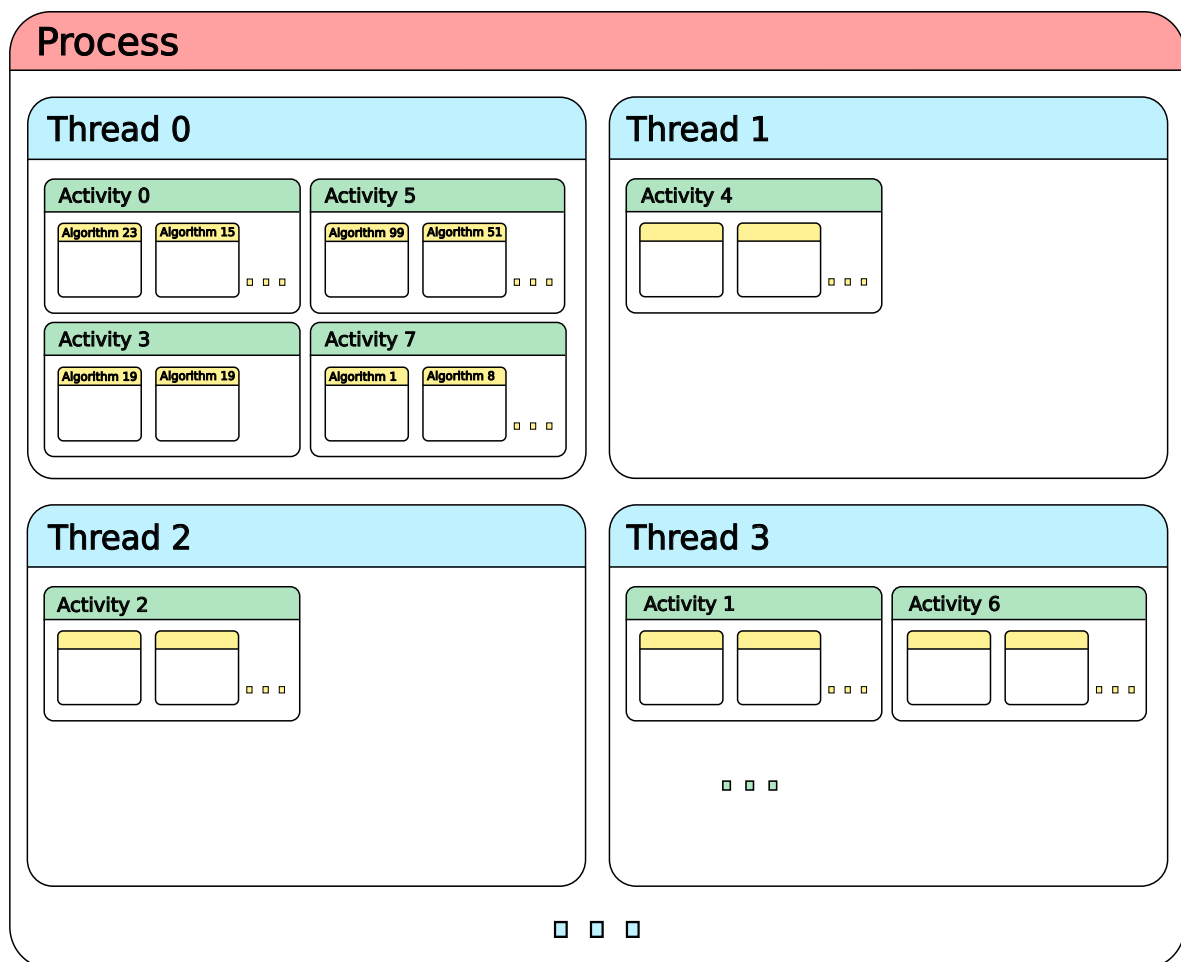 Process
Thread 0
Activity 0
Algorithm 23
Algorithm 15
Activity 5
Algorithm 99
Algorithm 51
Activity 3
Algorithm 19
Algorithm 19
Activity 7
Algorithm 1
Algorithm 8
Thread 1
Activity 4
Thread 2
Activity 2
Thread 3
Activity 1
Activity 6